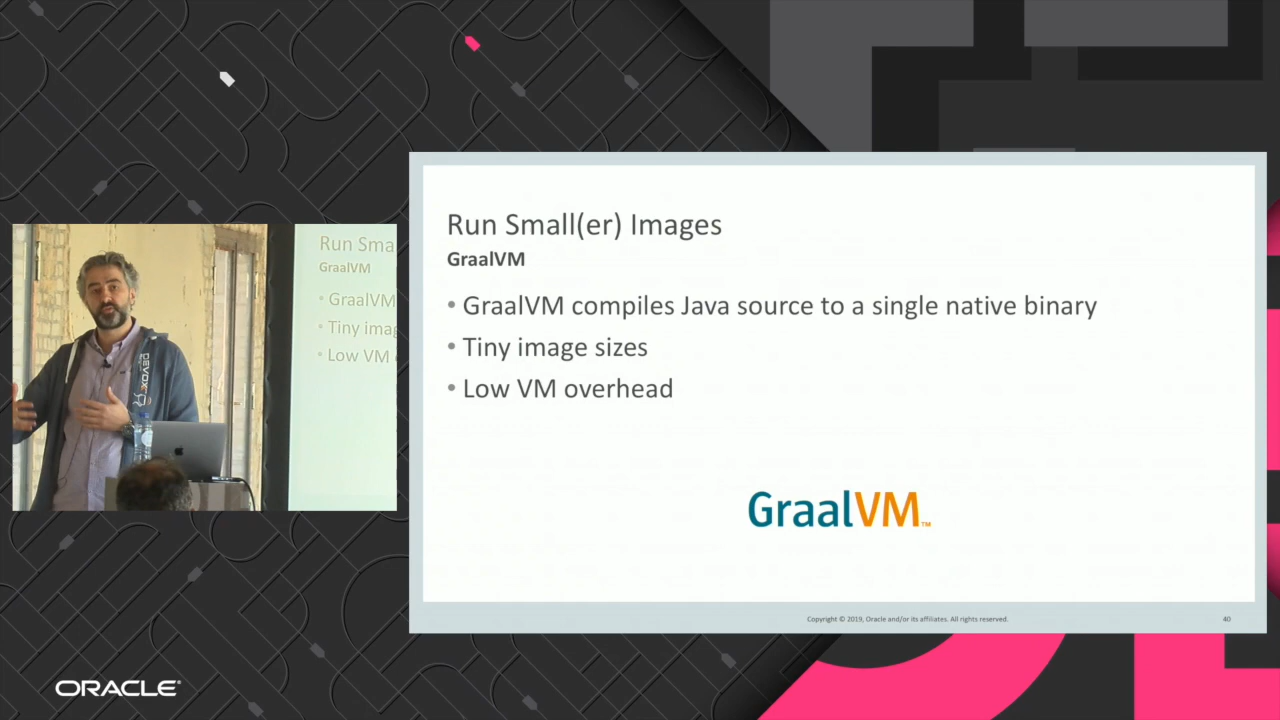 Run Small(er) Images
GraalVM
• GraalVM compiles Java source to a single native binary
• Tiny image sizes
• Low VM overhead
GraalVM™
Copyright © 2019, Oracle and/or its affiliates. All rights reserved.
40
Run Sma
GraalVM
• GraalVM
• Tiny imag
• Low VM
DEVOXX
ORACLE®